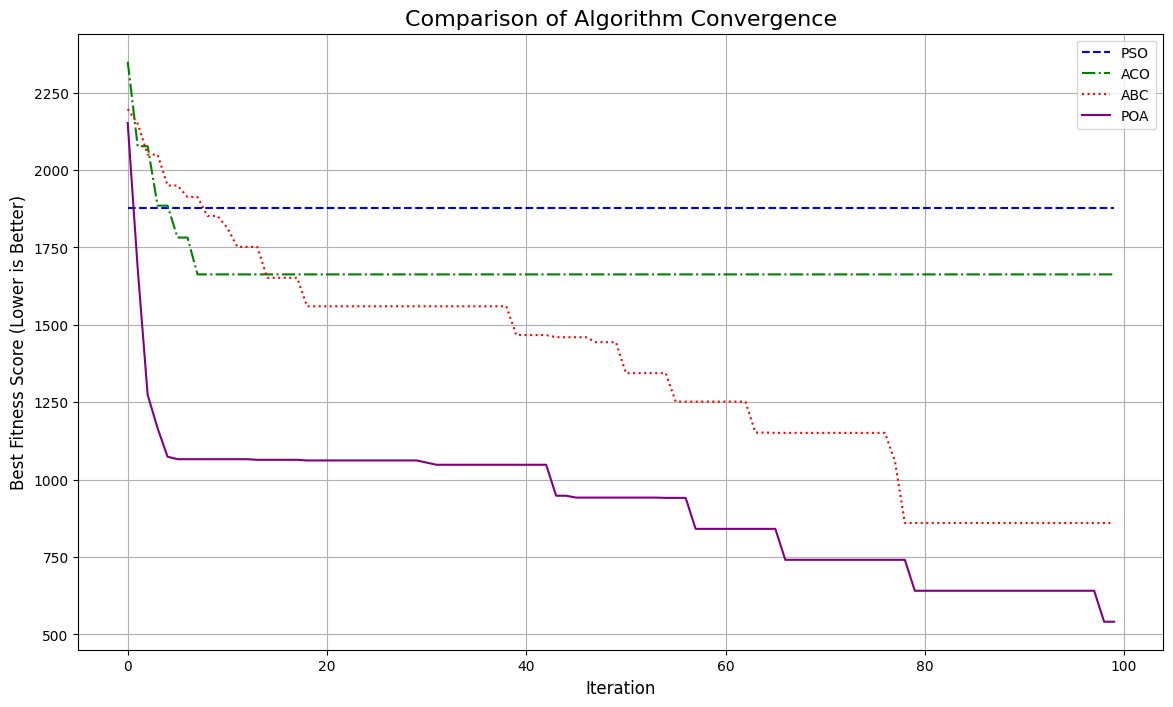 Comparison of Algorithm Convergence
PSO
ACO
ABC
POA
Best Fitness Score (Lower is Better)
2250
2000
1750
1500
1250
1000
750
500
0 20 40 60 80 100
Iteration